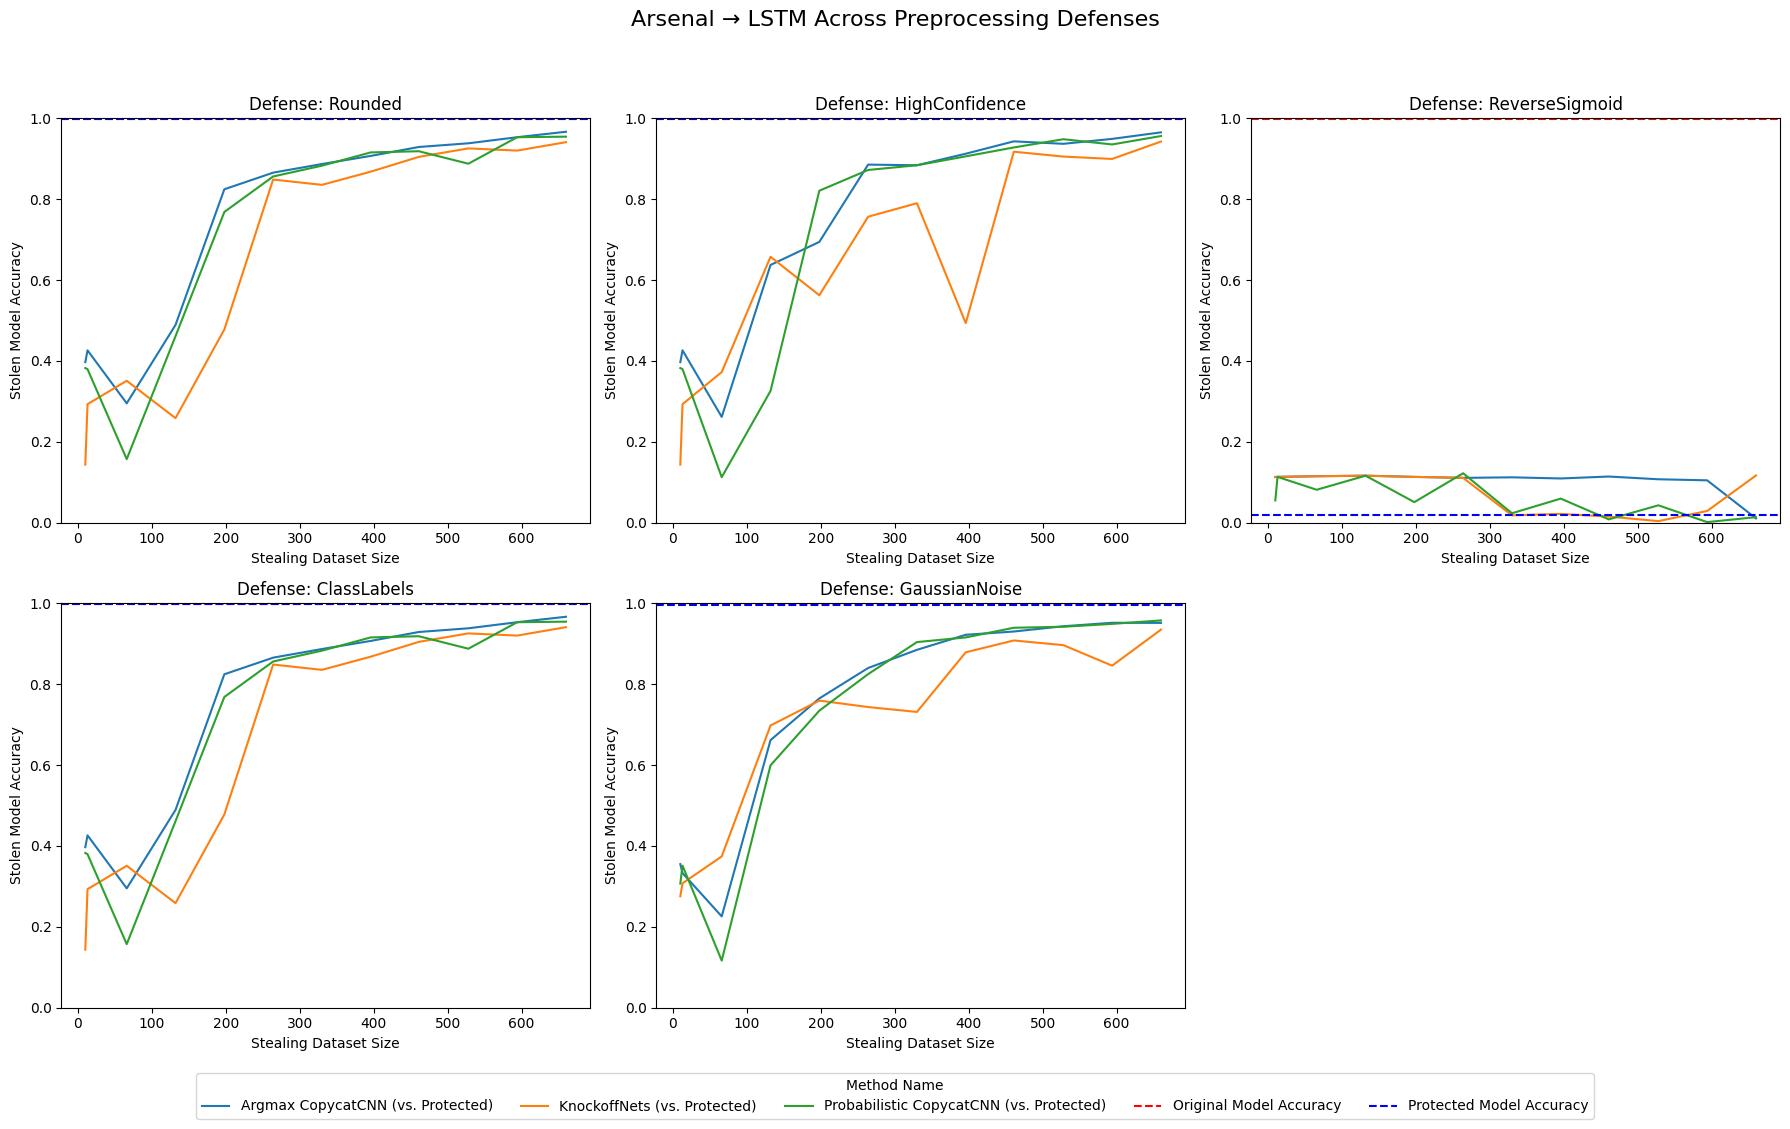 Arsenal → LSTM Across Preprocessing Defenses
Defense: Rounded
Stolen Model Accuracy
1.0
0.8
0.6
0.4
0.2
0.0
0 100 200 300 400 500 600
Stealing Dataset Size
Defense: HighConfidence
Stolen Model Accuracy
1.0
0.8
0.6
0.4
0.2
0.0
0 100 200 300 400 500 600
Stealing Dataset Size
Defense: ReverseSigmoid
Stolen Model Accuracy
1.0
0.8
0.6
0.4
0.2
0.0
0 100 200 300 400 500 600
Stealing Dataset Size
Defense: ClassLabels
Stolen Model Accuracy
1.0
0.8
0.6
0.4
0.2
0.0
0 100 200 300 400 500 600
Stealing Dataset Size
Defense: GaussianNoise
Stolen Model Accuracy
1.0
0.8
0.6
0.4
0.2
0.0
0 100 200 300 400 500 600
Stealing Dataset Size
Method Name
Argmax CopycatCNN (vs. Protected) KnockoffNets (vs. Protected) Probabilistic CopycatCNN (vs. Protected) Original Model Accuracy Protected Model Accuracy